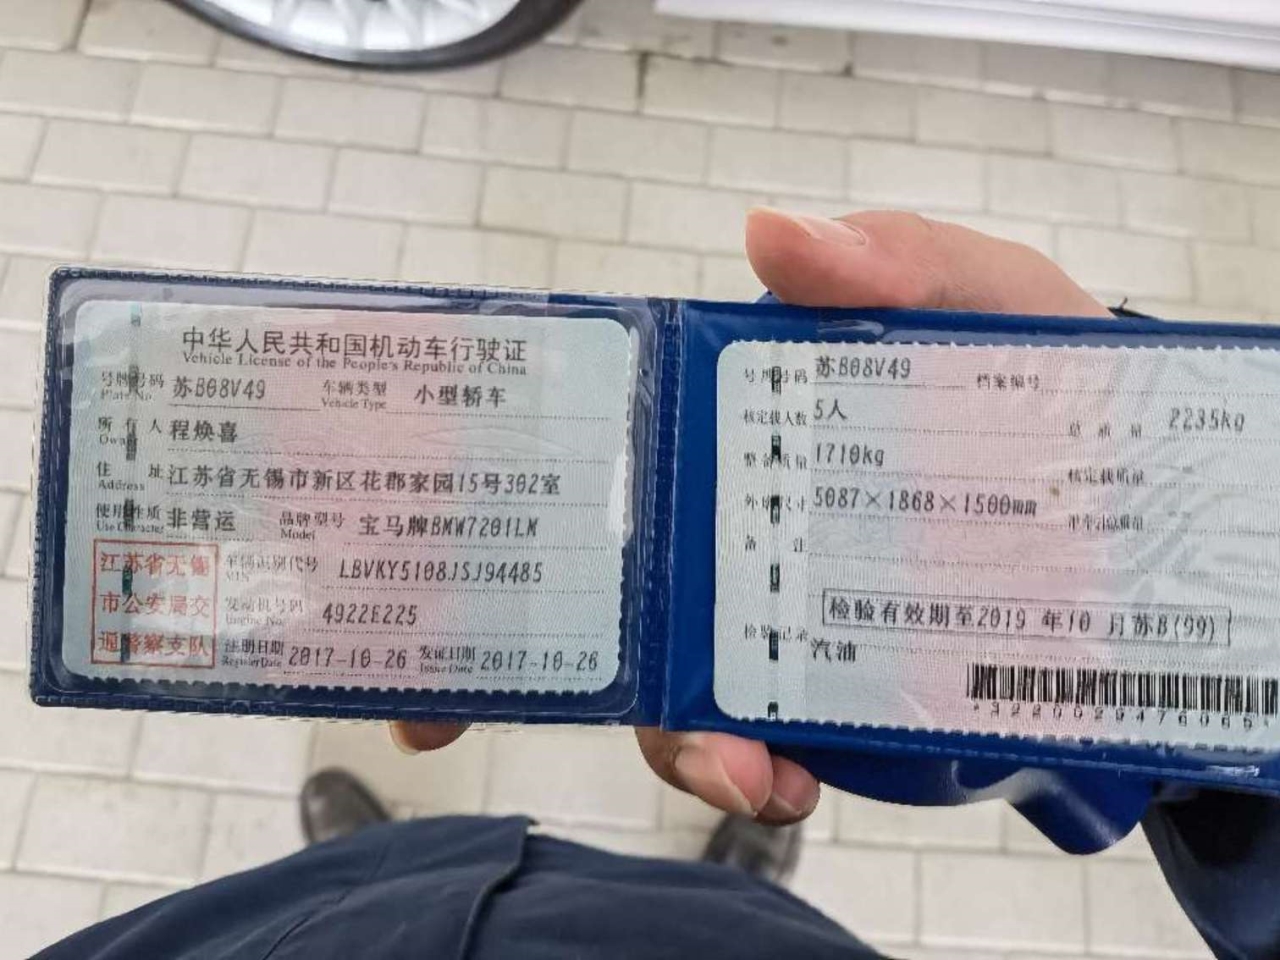 中华人民共和国机动车行驶证
Vehicle License of the People's Republic of China
号牌号码 苏B08V49 车辆类型 小型轿车
Plate No. Vehicle Type
所有人 程焕喜
Owner
住址 江苏省无锡市新区花郡家园15号302室
Address
使用性质 非营运 品牌型号 宝马牌BMW7201LM
Use Character Model
江苏省无锡
市公安局交
通警察支队
车辆识别代号 LBVKY5108JSJ94485
VIN
发动机号码 4922E225
Engine No.
注册日期 2017-10-26 发证日期 2017-10-26
Register Date Issue Date
号牌号码 苏B08V49 档案编号
核定载人数 5人 总质量 2235kg
整备质量 1710kg 核定载质量 --
外廓尺寸 5087×1868×1500mm 准牵引总质量 --
备注
检验有效期至2019年10月苏B(99)
检验记录
汽油